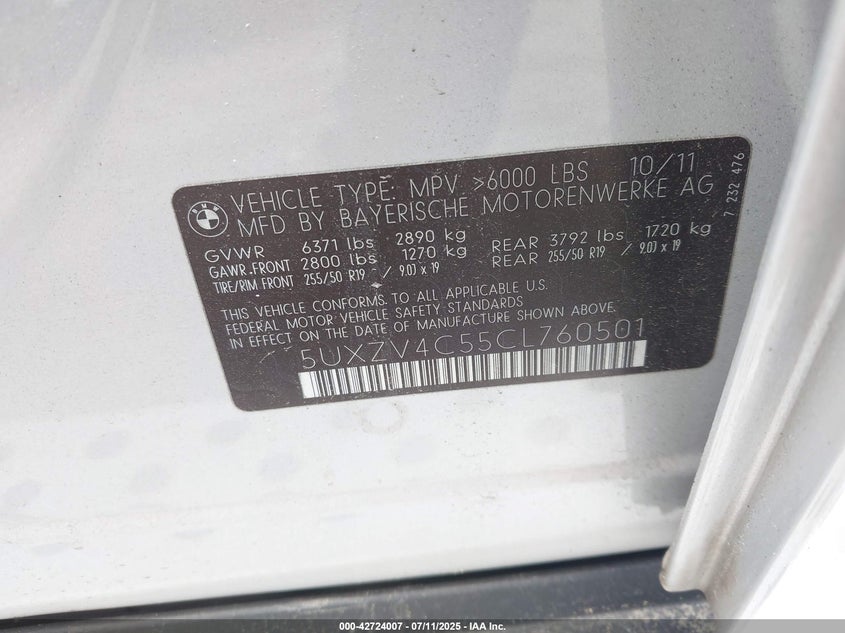 BMW
VEHICLE TYPE: MPV >6000 LBS 10/11
MFD BY BAYERISCHE MOTORENWERKE AG
GVWR 6371 lbs 2890 kg
GAWR.FRONT 2800 lbs 1270 kg REAR 3792 lbs 1720 kg
TIRE/RIM FRONT 255/50 R19 / 9.0J x 19 REAR 255/50 R19 / 9.0J x 19
THIS VEHICLE CONFORMS TO ALL APPLICABLE U.S.
FEDERAL MOTOR VEHICLE SAFETY STANDARDS
IN EFFECT ON THE DATE OF MANUFACTURE SHOWN ABOVE.
5UXZV4C55CL760501
7 232 476
000-42724007 - 07/11/2025 - IAA Inc.